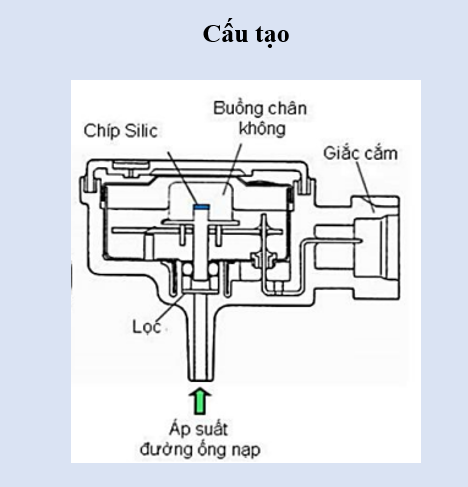 Cấu tạo
Buồng chân
không
Chíp Silic
Giắc cắm
Lọc
Áp suất
đường ống nạp